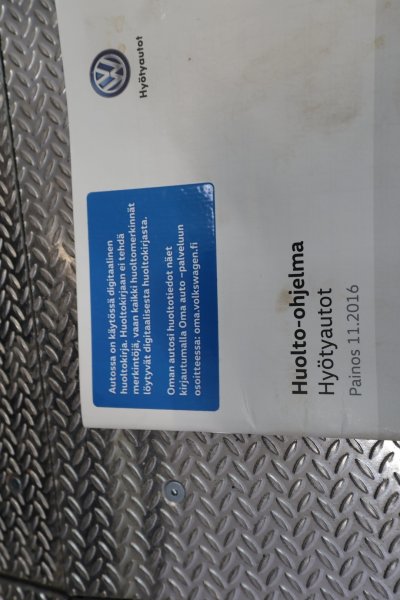 Hyötyautot
Autossa on käytössä digitaalinen
huoltokirja. Huoltokirjaan ei tehdä
merkintöjä, vaan kaikki huoltomerkinnät
löytyvät digitaalisesta huoltokirjasta.
Oman autosi huoltotiedot näet
kirjautumalla Oma auto –palveluun
osoitteessa: oma.volkswagen.fi
Huolto-ohjelma
Hyötyautot
Painos 11.2016